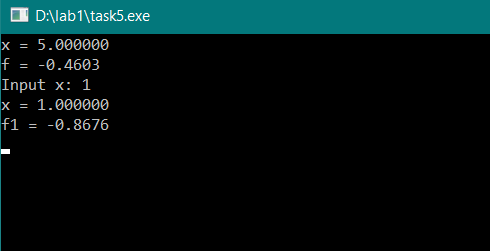 D:\lab1\task5.exe
x = 5.000000
f = -0.4603
Input x: 1
x = 1.000000
f1 = -0.8676